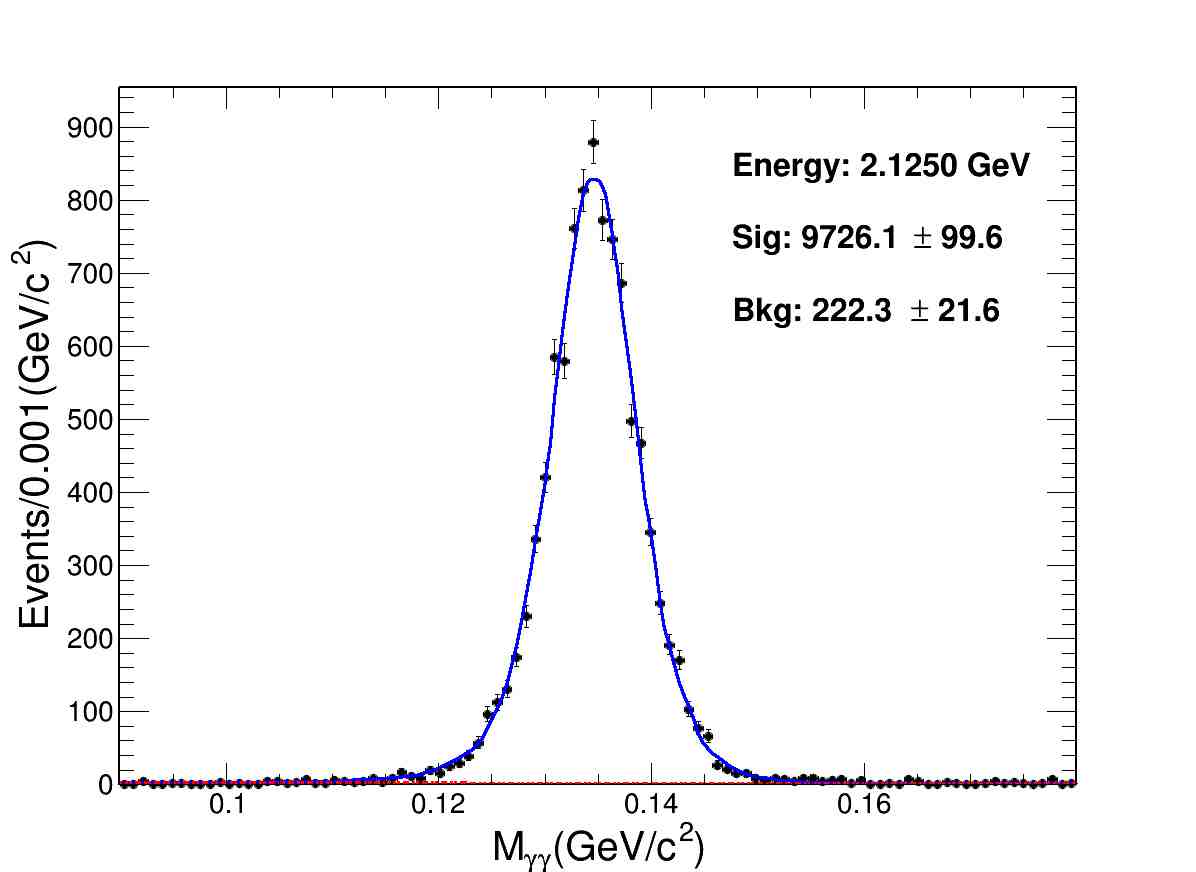 900
800
700
600
500
400
300
200
100
0
Events/0.001(GeV/c²)
Energy: 2.1250 GeV
Sig: 9726.1 ± 99.6
Bkg: 222.3 ± 21.6
0.1 0.12 0.14 0.16
Mγγ(GeV/c²)